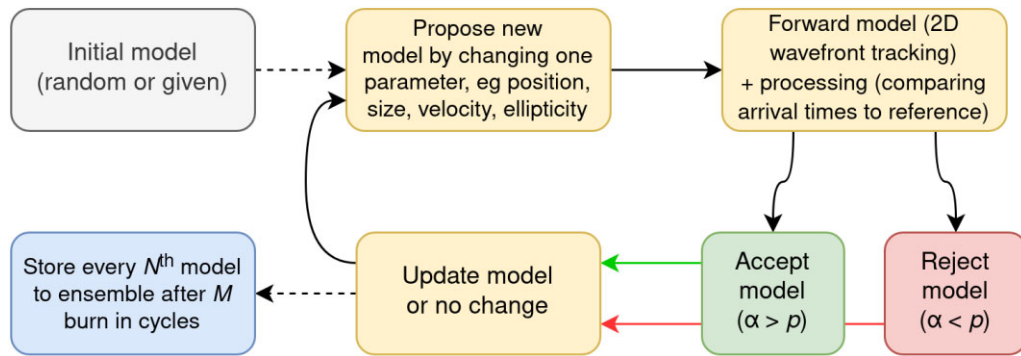 Initial model
(random or given)
Propose new
model by changing one
parameter, eg position,
size, velocity, ellipticity
Forward model (2D
wavefront tracking)
+ processing (comparing
arrival times to reference)
Store every Nth model
to ensemble after M
burn in cycles
Update model
or no change
Accept
model
(α > p)
Reject
model
(α < p)